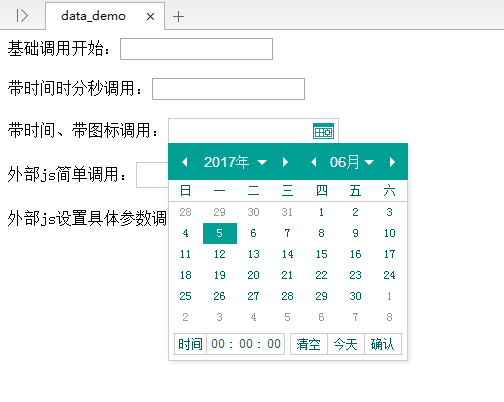 data_demo
基础调用开始：
带时间时分秒调用：
带时间、带图标调用：
2017年 06月
外部js简单调用：
日 一 二 三 四 五 六
28 29 30 31 1 2 3
外部js设置具体参数调
4 5 6 7 8 9 10
11 12 13 14 15 16 17
18 19 20 21 22 23 24
25 26 27 28 29 30 1
2 3 4 5 6 7 8
时间 00 : 00 : 00 清空 今天 确认